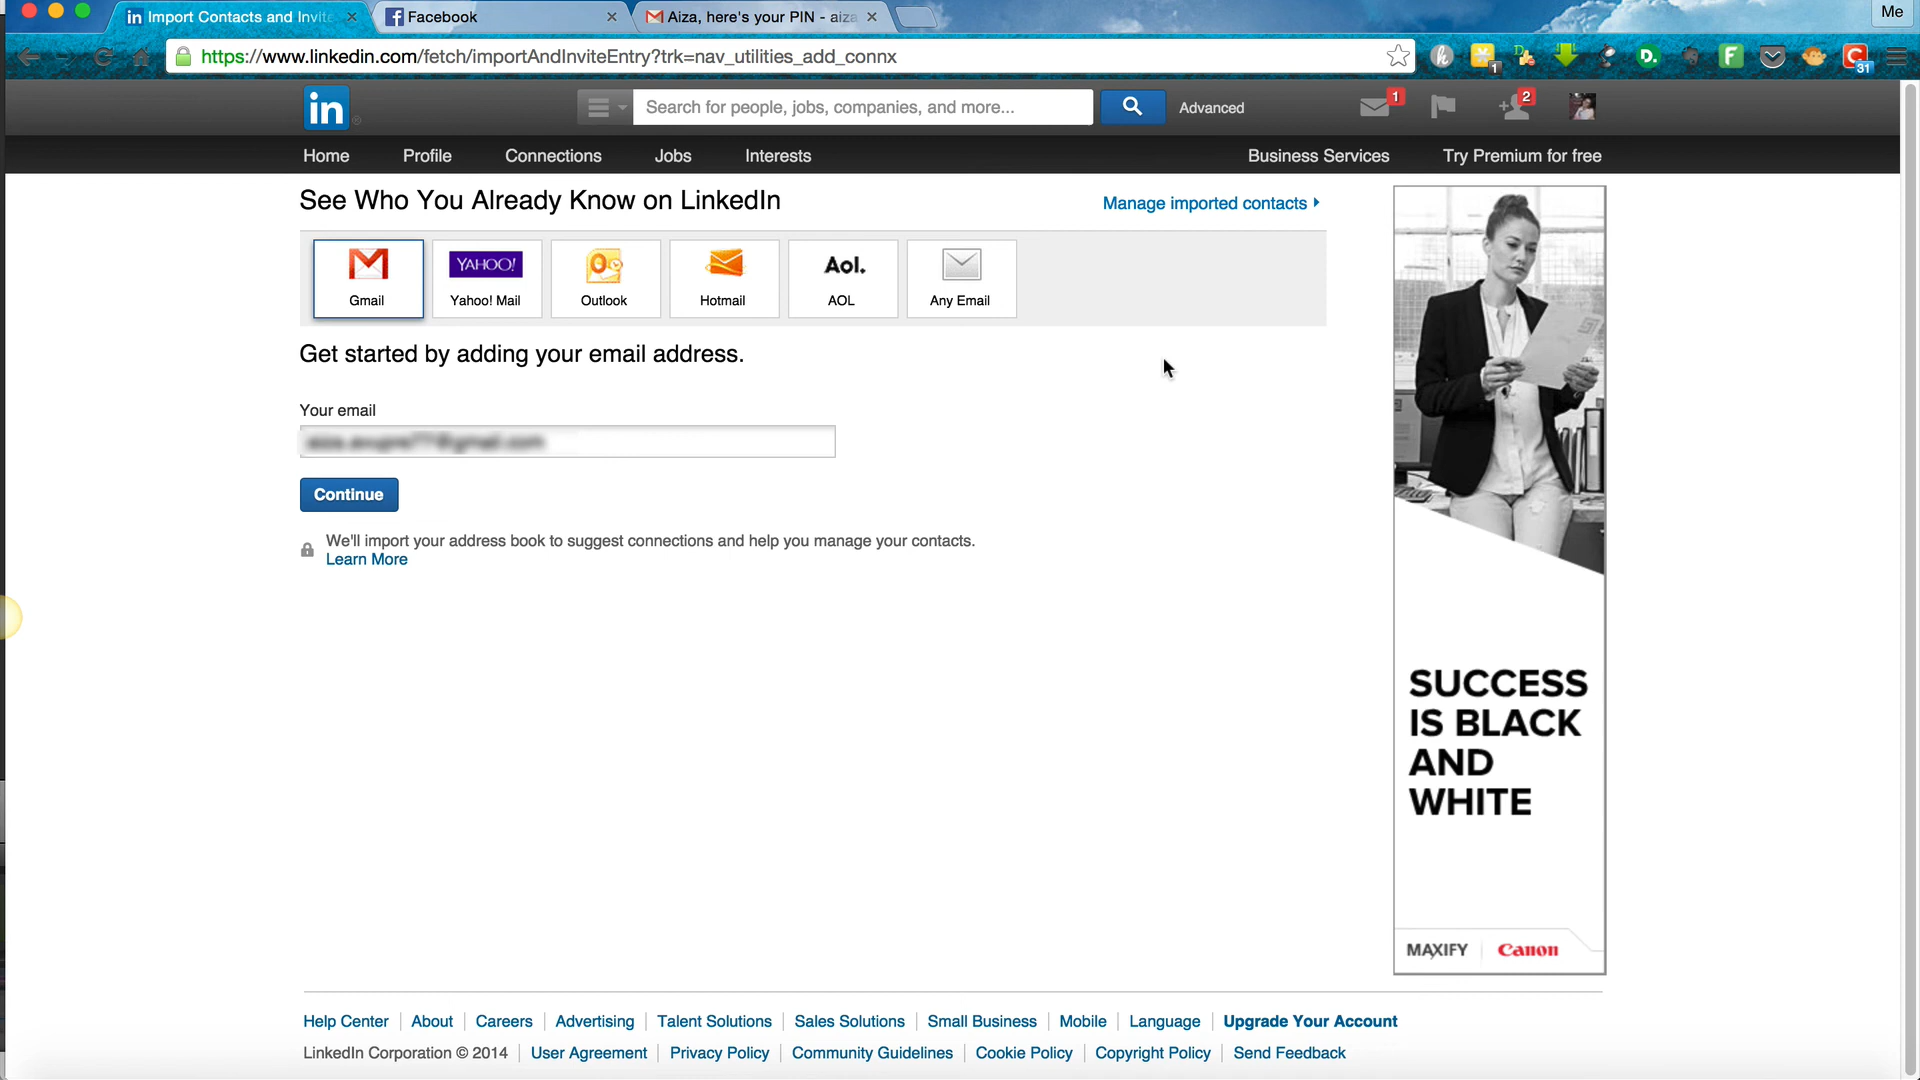 Import Contacts and Invite
Facebook
Aiza, here's your PIN - aiza
Me
https://www.linkedin.com/fetch/importAndInviteEntry?trk=nav_utilities_add_connx
1
D.
F
31
in
Search for people, jobs, companies, and more...
Advanced
1
2
Home
Profile
Connections
Jobs
Interests
Business Services
Try Premium for free
See Who You Already Know on LinkedIn
Manage imported contacts
YAHOO!
Aol.
Gmail
Yahoo! Mail
Outlook
Hotmail
AOL
Any Email
Get started by adding your email address.
Your email
Continue
We'll import your address book to suggest connections and help you manage your contacts.
Learn More
SUCCESS
IS BLACK
AND
WHITE
MAXIFY
Canon
Help Center
About
Careers
Advertising
Talent Solutions
Sales Solutions
Small Business
Mobile
Language
Upgrade Your Account
LinkedIn Corporation © 2014
User Agreement
Privacy Policy
Community Guidelines
Cookie Policy
Copyright Policy
Send Feedback